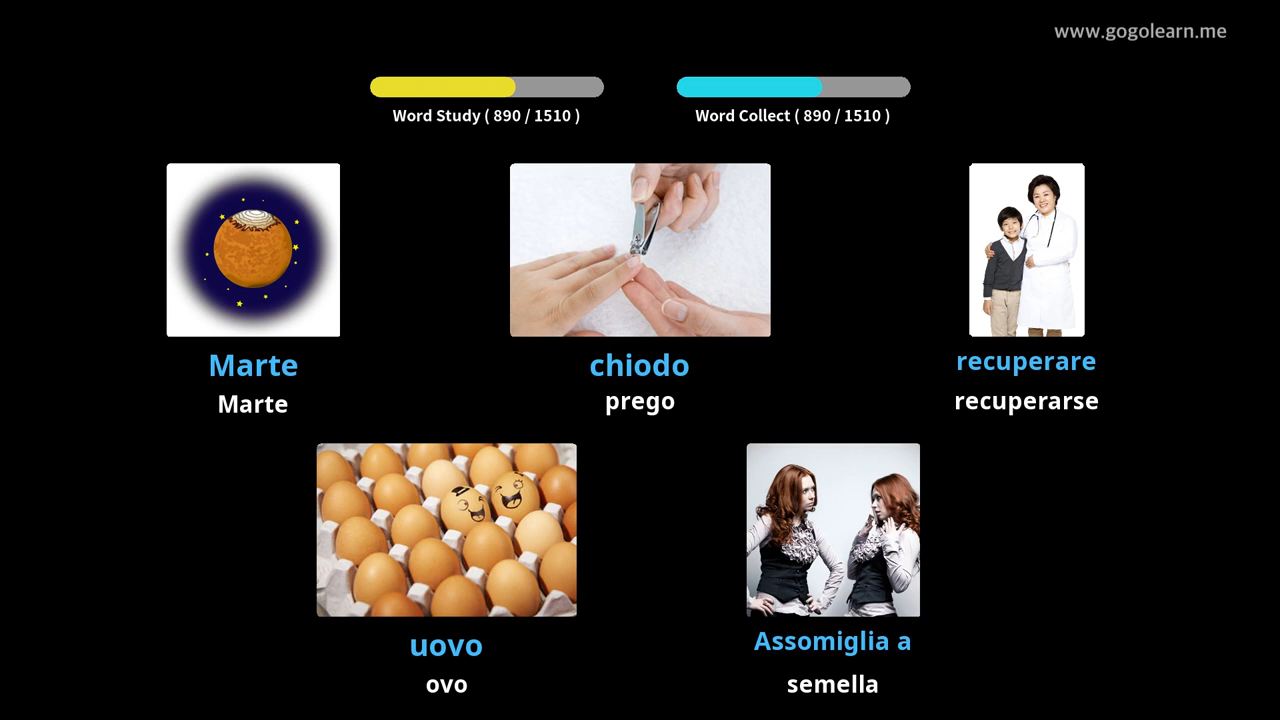 www.gogolearn.me
Word Study ( 890 / 1510 )
Word Collect ( 890 / 1510 )
Marte
Marte
chiodo
prego
recuperare
recuperarse
uovo
ovo
Assomiglia a
semella